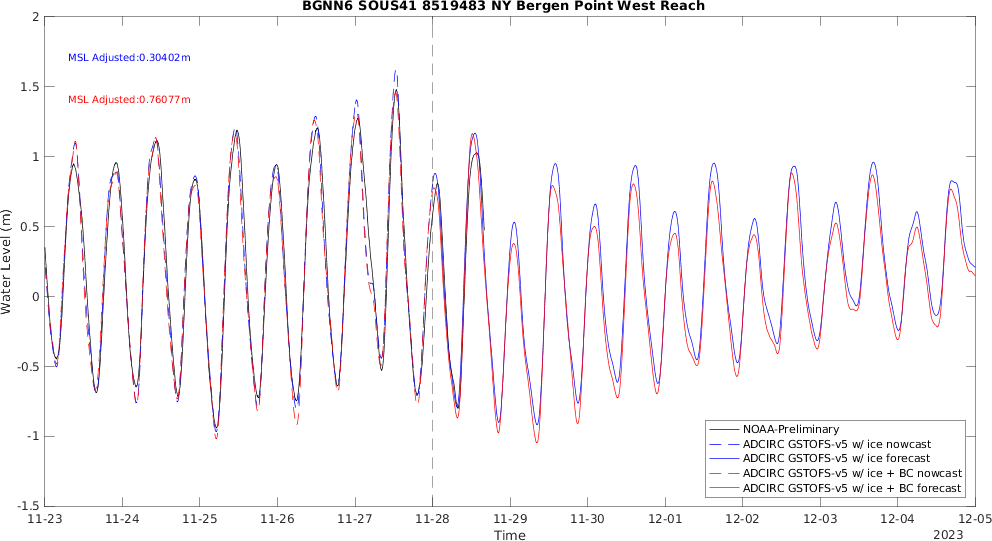 BGNN6 SOUS41 8519483 NY Bergen Point West Reach
MSL Adjusted:0.30402m
MSL Adjusted:0.76077m
Water Level (m)
2
1.5
1
0.5
0
-0.5
-1
-1.5
NOAA-Preliminary
ADCIRC GSTOFS-v5 w/ ice nowcast
ADCIRC GSTOFS-v5 w/ ice forecast
ADCIRC GSTOFS-v5 w/ ice + BC nowcast
ADCIRC GSTOFS-v5 w/ ice + BC forecast
11-23 11-24 11-25 11-26 11-27 11-28 11-29 11-30 12-01 12-02 12-03 12-04 12-05
Time
2023